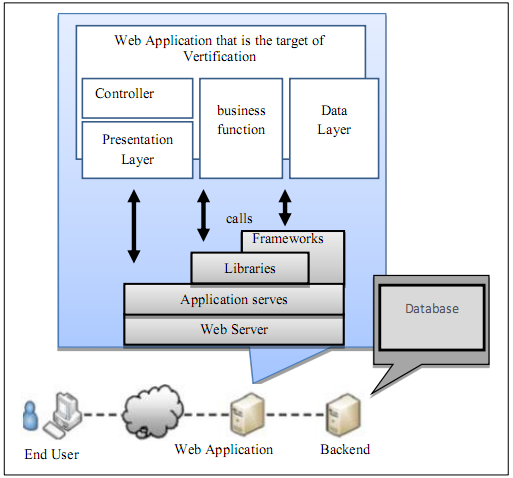 Web Application that is the target of
Vertification
Controller
Presentation
Layer
business
function
Data
Layer
calls
Frameworks
Libraries
Application serves
Web Server
Database
End User
Web Application
Backend